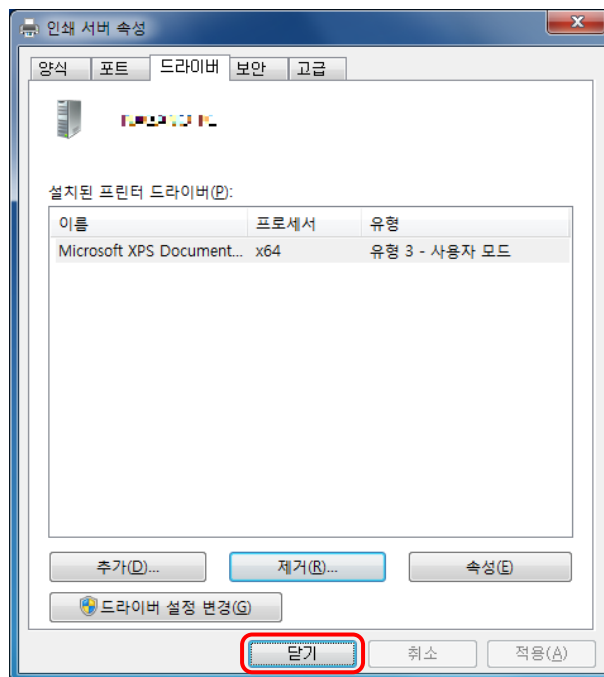 인쇄 서버 속성
양식 포트 드라이버 보안 고급
설치된 프린터 드라이버(P):
이름 프로세서 유형
Microsoft XPS Document... x64 유형 3 - 사용자 모드
추가(D)... 제거(R)... 속성(E)
드라이버 설정 변경(G)
닫기 취소 적용(A)